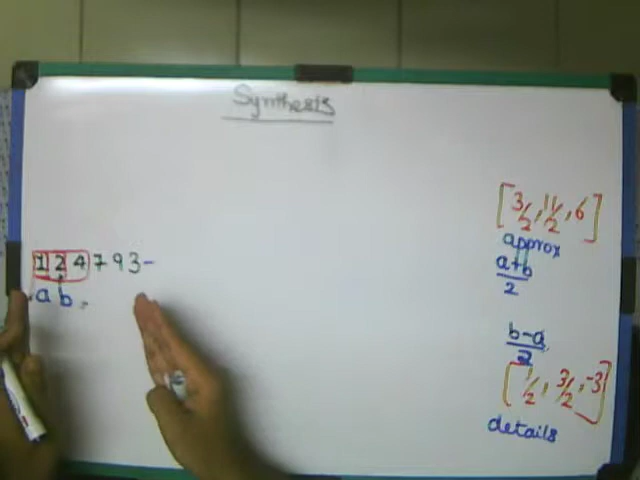 Synthesis
[3/2, 11/2, 6]
approx
a+b
2
1 2 4 7 9 3 -
a b
b-a
2
[1/2, 3/2, -3]
details